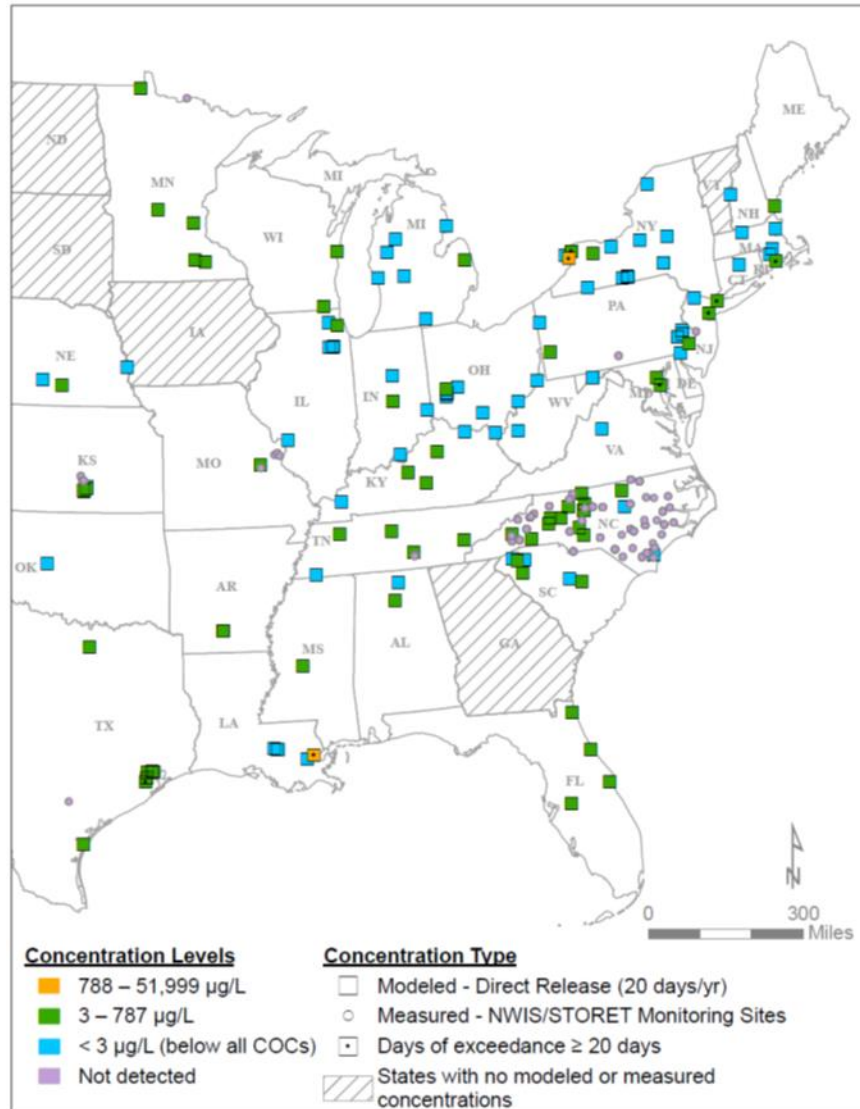 ME
ND
MN
MI
VT
NH
WI
MI
NY
SD
MA
RI
CT
IA
PA
NJ
NE
OH
IN
IL
MD
DE
WV
VA
KS
MO
KY
NC
TN
OK
AR
SC
MS
AL
GA
TX
LA
FL
N
0 300
Miles
Concentration Levels
788 – 51,999 µg/L
3 – 787 µg/L
< 3 µg/L (below all COCs)
Not detected
Concentration Type
Modeled - Direct Release (20 days/yr)
Measured - NWIS/STORET Monitoring Sites
Days of exceedance ≥ 20 days
States with no modeled or measured
concentrations